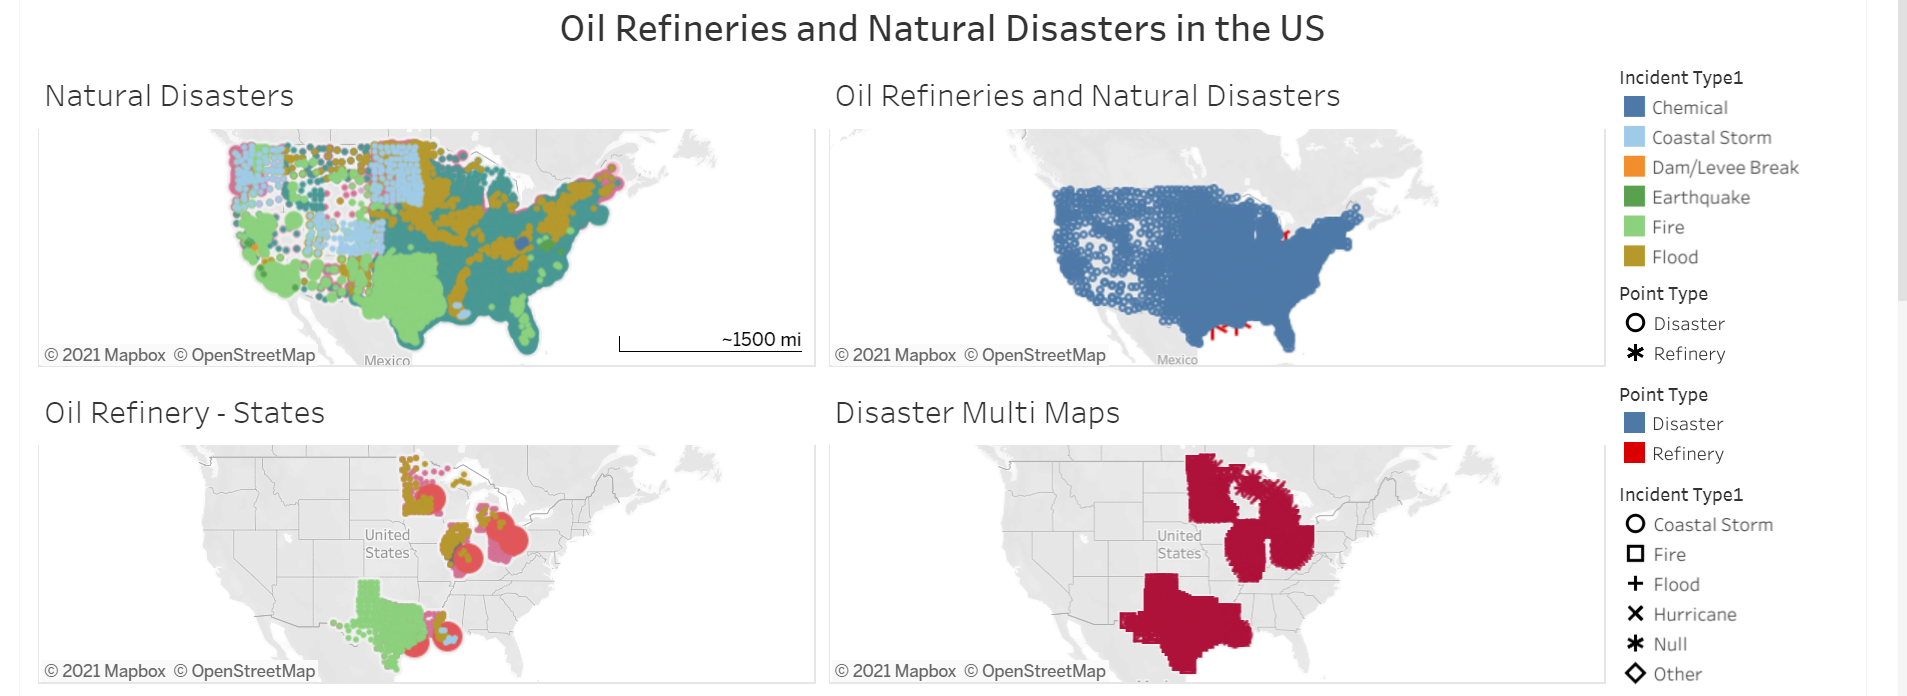 Oil Refineries and Natural Disasters in the US
Natural Disasters
~1500 mi
© 2021 Mapbox © OpenStreetMap
Mexico
Oil Refineries and Natural Disasters
© 2021 Mapbox © OpenStreetMap
Mexico
Oil Refinery - States
United
States
© 2021 Mapbox © OpenStreetMap
Disaster Multi Maps
United
States
© 2021 Mapbox © OpenStreetMap
Incident Type1
Chemical
Coastal Storm
Dam/Levee Break
Earthquake
Fire
Flood
Point Type
Disaster
Refinery
Point Type
Disaster
Refinery
Incident Type1
Coastal Storm
Fire
Flood
Hurricane
Null
Other